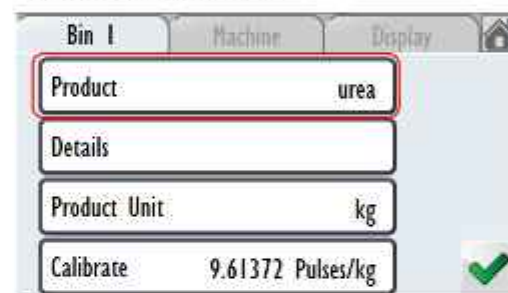 Bin 1 Machine Display
Product urea
Details
Product Unit kg
Calibrate 9.61372 Pulses/kg